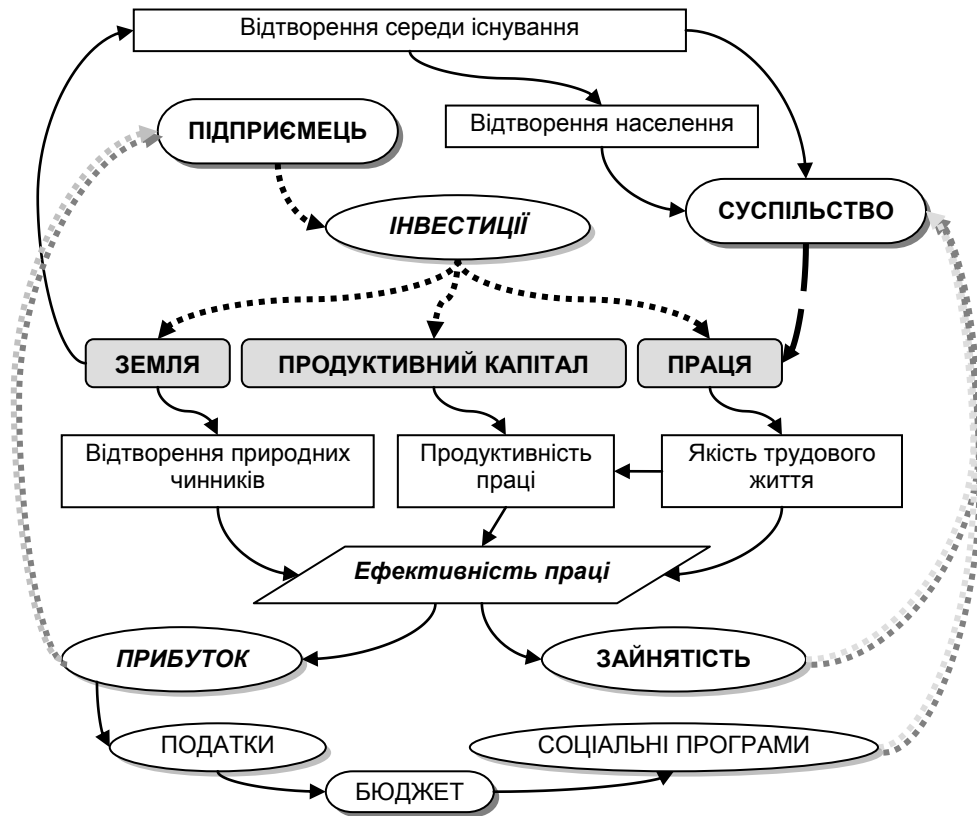 Відтворення середи існування
ПІДПРИЄМЕЦЬ
Відтворення населення
ІНВЕСТИЦІЇ
СУСПІЛЬСТВО
ЗЕМЛЯ
ПРОДУКТИВНИЙ КАПІТАЛ
ПРАЦЯ
Відтворення природних
чинників
Продуктивність
праці
Якість трудового
життя
Ефективність праці
ПРИБУТОК
ЗАЙНЯТІСТЬ
ПОДАТКИ
СОЦІАЛЬНІ ПРОГРАМИ
БЮДЖЕТ